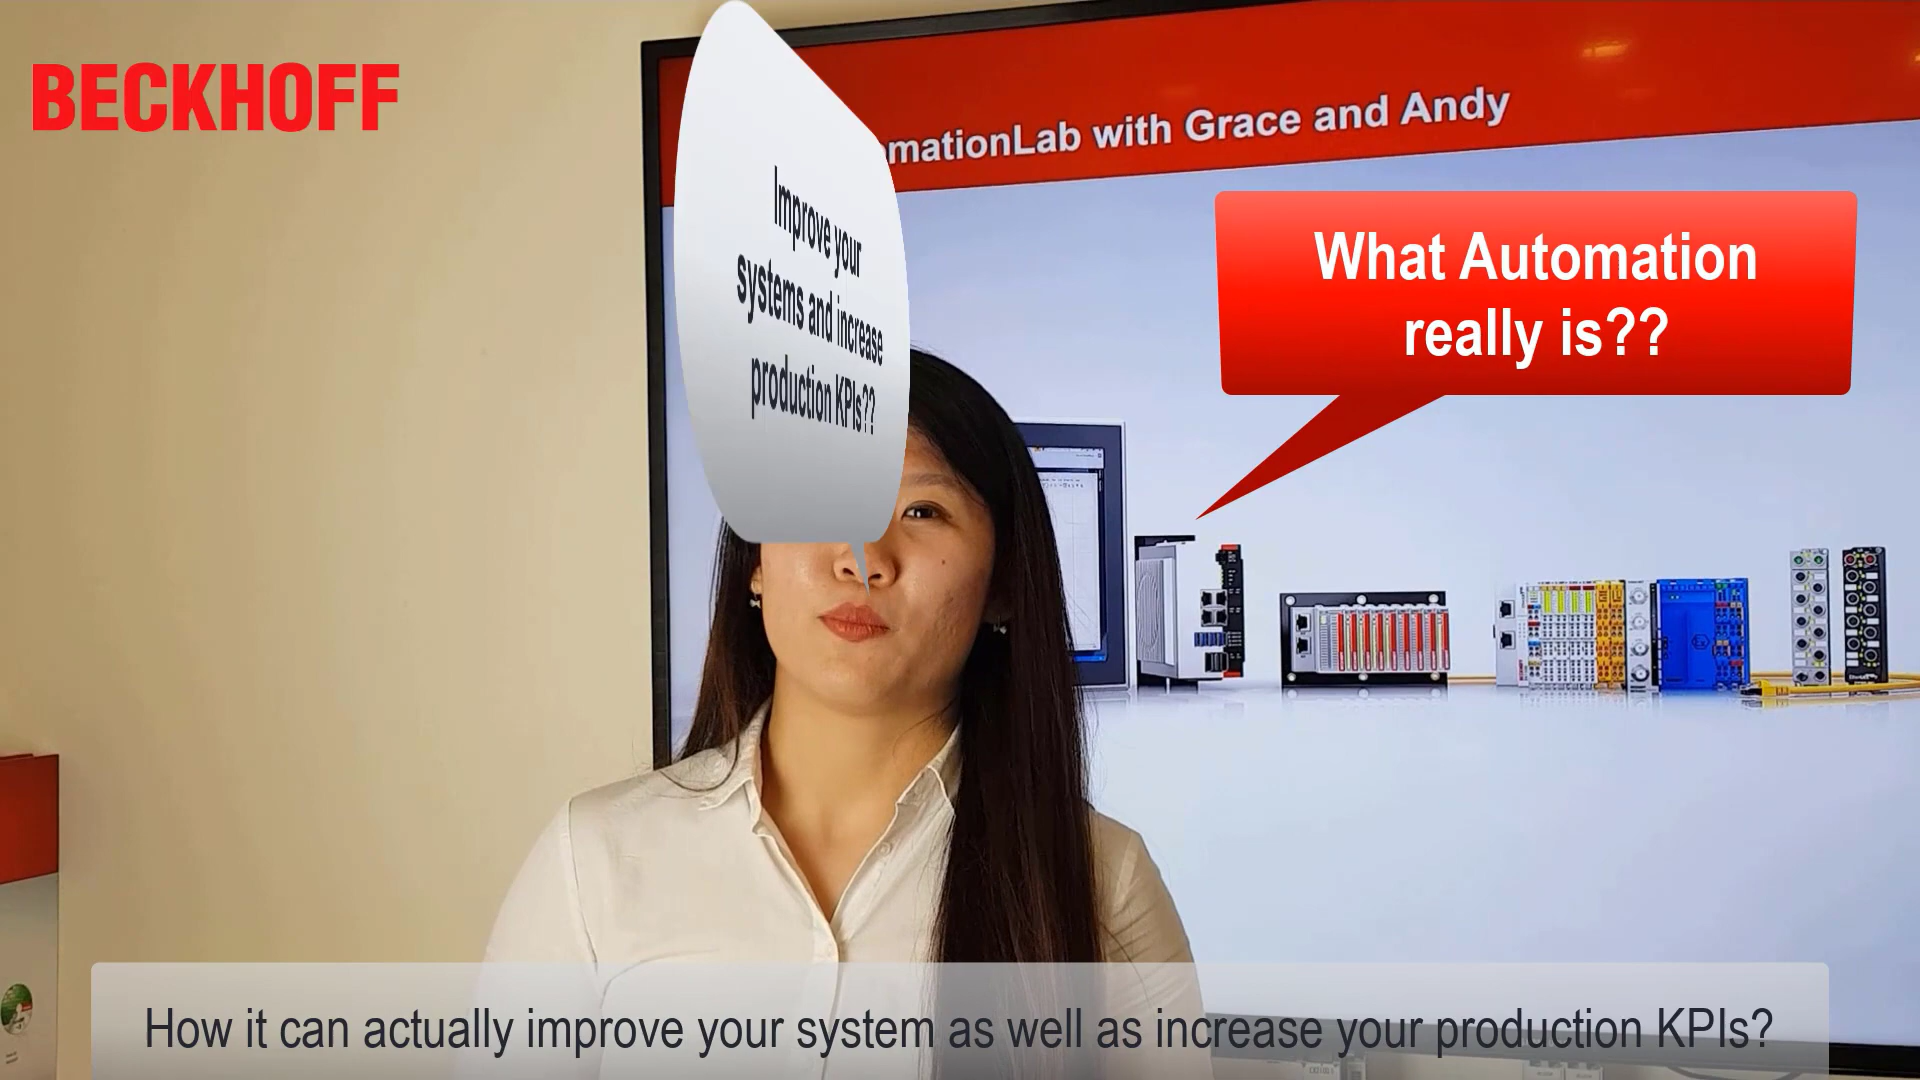 BECKHOFF
mationLab with Grace and Andy
Improve your
systems and increase
production KPIs??
What Automation
really is??
How it can actually improve your system as well as increase your production KPIs?